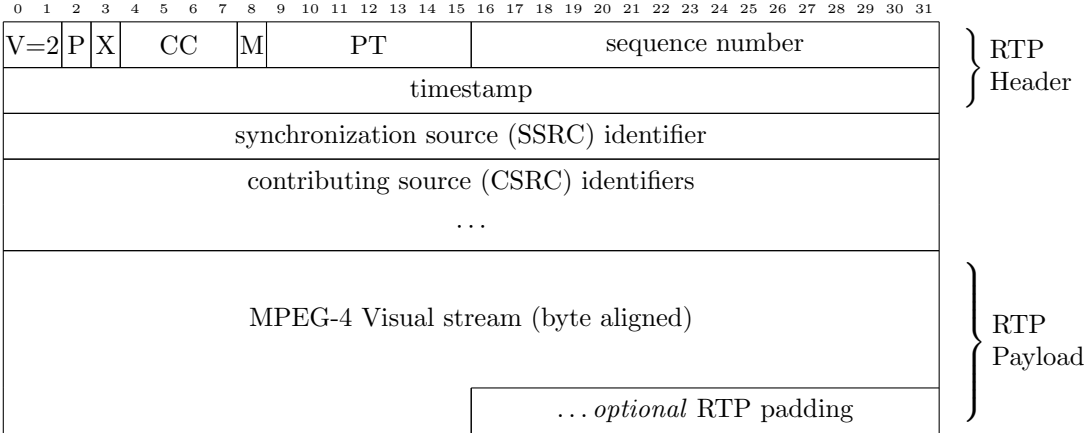 0 1 2 3 4 5 6 7 8 9 10 11 12 13 14 15 16 17 18 19 20 21 22 23 24 25 26 27 28 29 30 31
V=2 P X CC M PT sequence number
RTP
Header
timestamp
synchronization source (SSRC) identifier
contributing source (CSRC) identifiers
...
MPEG-4 Visual stream (byte aligned)
RTP
Payload
... optional RTP padding